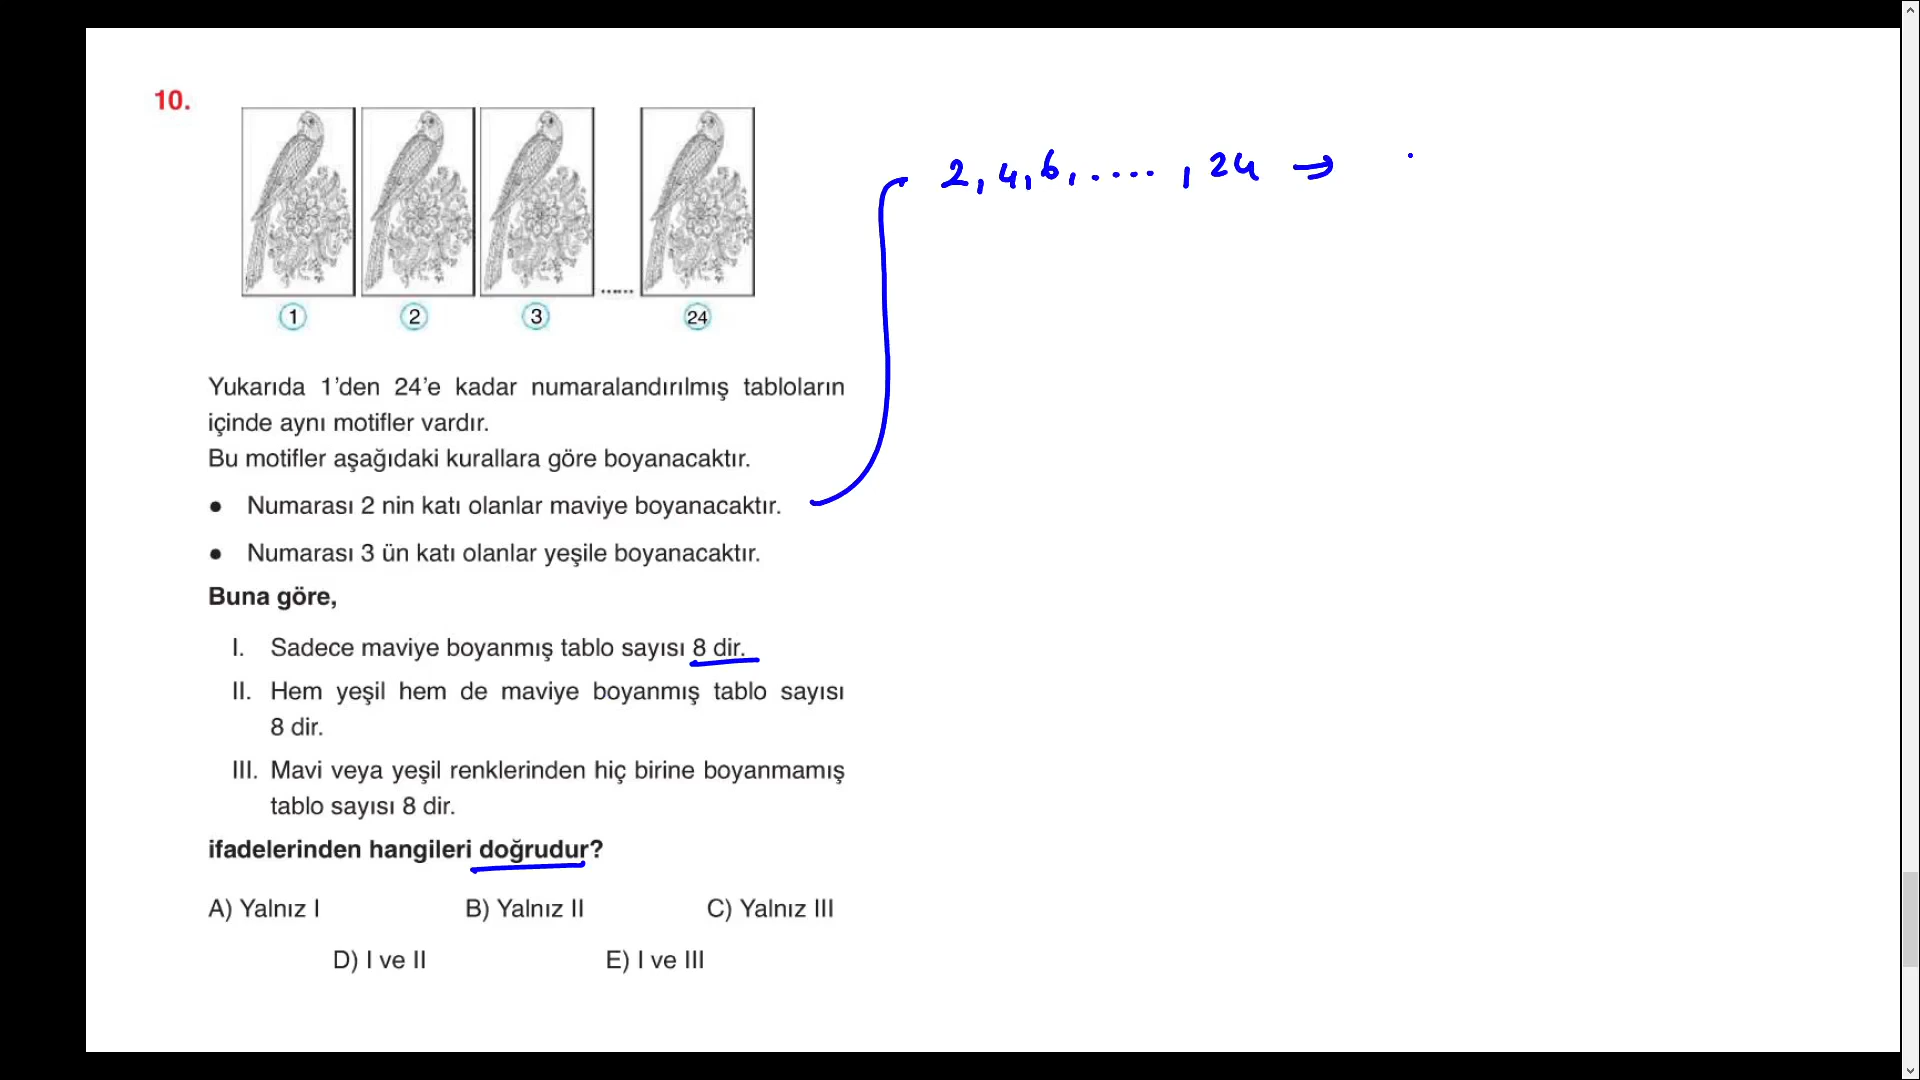 10.
1 2 3 ...... 24
2, 4, 6, ...., 24 →
Yukarıda 1'den 24'e kadar numaralandırılmış tabloların
içinde aynı motifler vardır.
Bu motifler aşağıdaki kurallara göre boyanacaktır.
● Numarası 2 nin katı olanlar maviye boyanacaktır.
● Numarası 3 ün katı olanlar yeşile boyanacaktır.
Buna göre,
I. Sadece maviye boyanmış tablo sayısı 8 dir.
II. Hem yeşil hem de maviye boyanmış tablo sayısı
8 dir.
III. Mavi veya yeşil renklerinden hiç birine boyanmamış
tablo sayısı 8 dir.
ifadelerinden hangileri doğrudur?
A) Yalnız I B) Yalnız II C) Yalnız III
D) I ve II E) I ve III